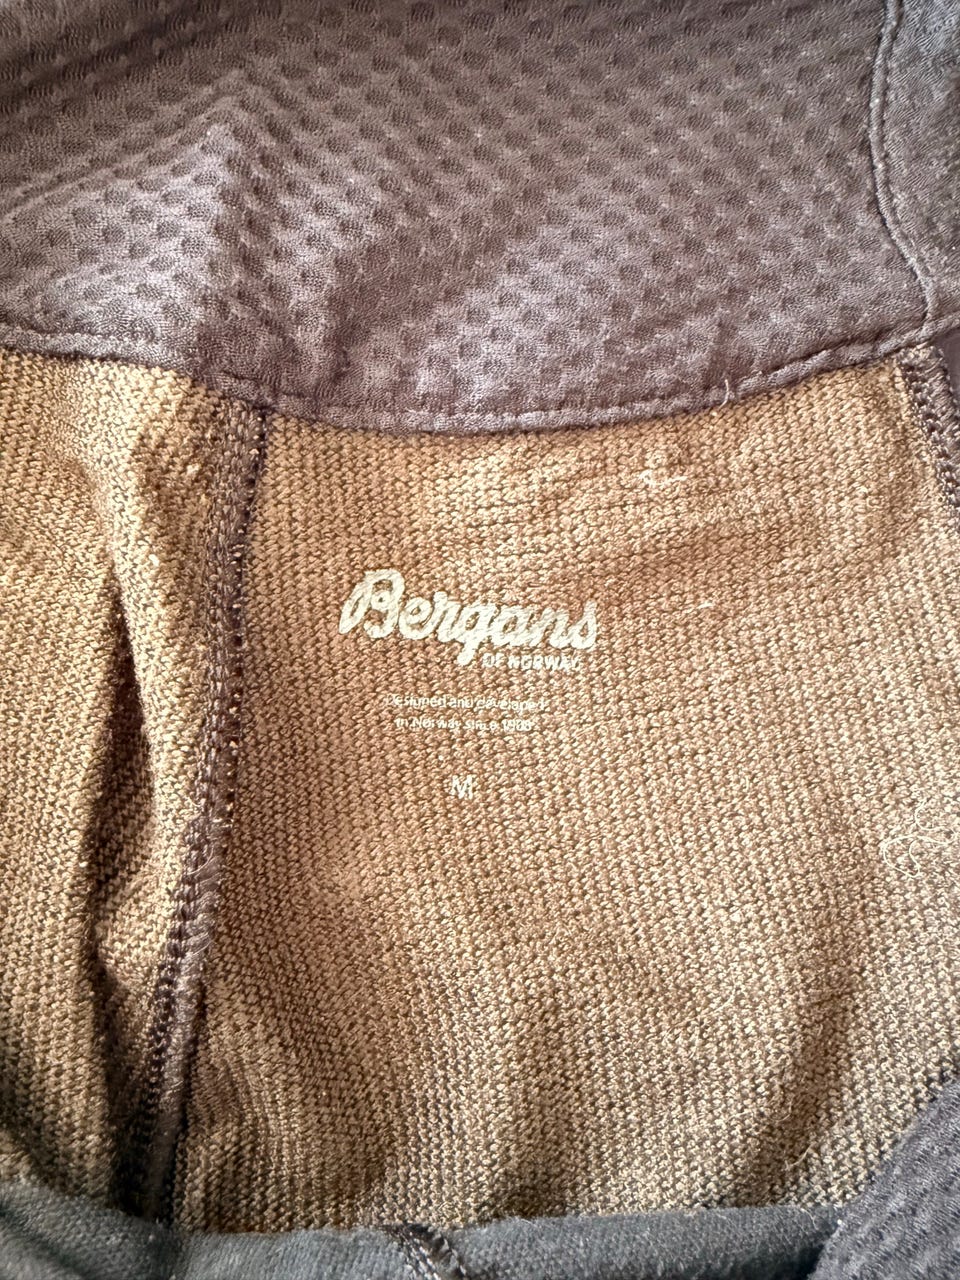 Bergans
OF NORWAY
Designed and developed
in Norway since 1908
M